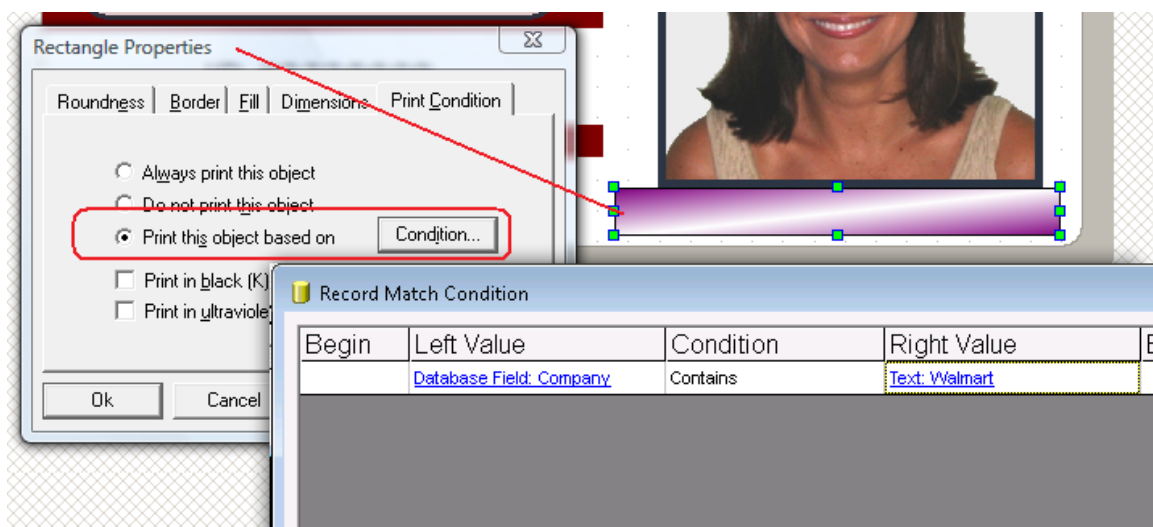 Rectangle Properties
Roundness Border Fill Dimensions Print Condition
Always print this object
Do not print this object
Print this object based on Condition...
Print in black (K)
Print in ultraviole
Ok Cancel
Record Match Condition
Begin Left Value Condition Right Value E
Database Field: Company Contains Text: Walmart